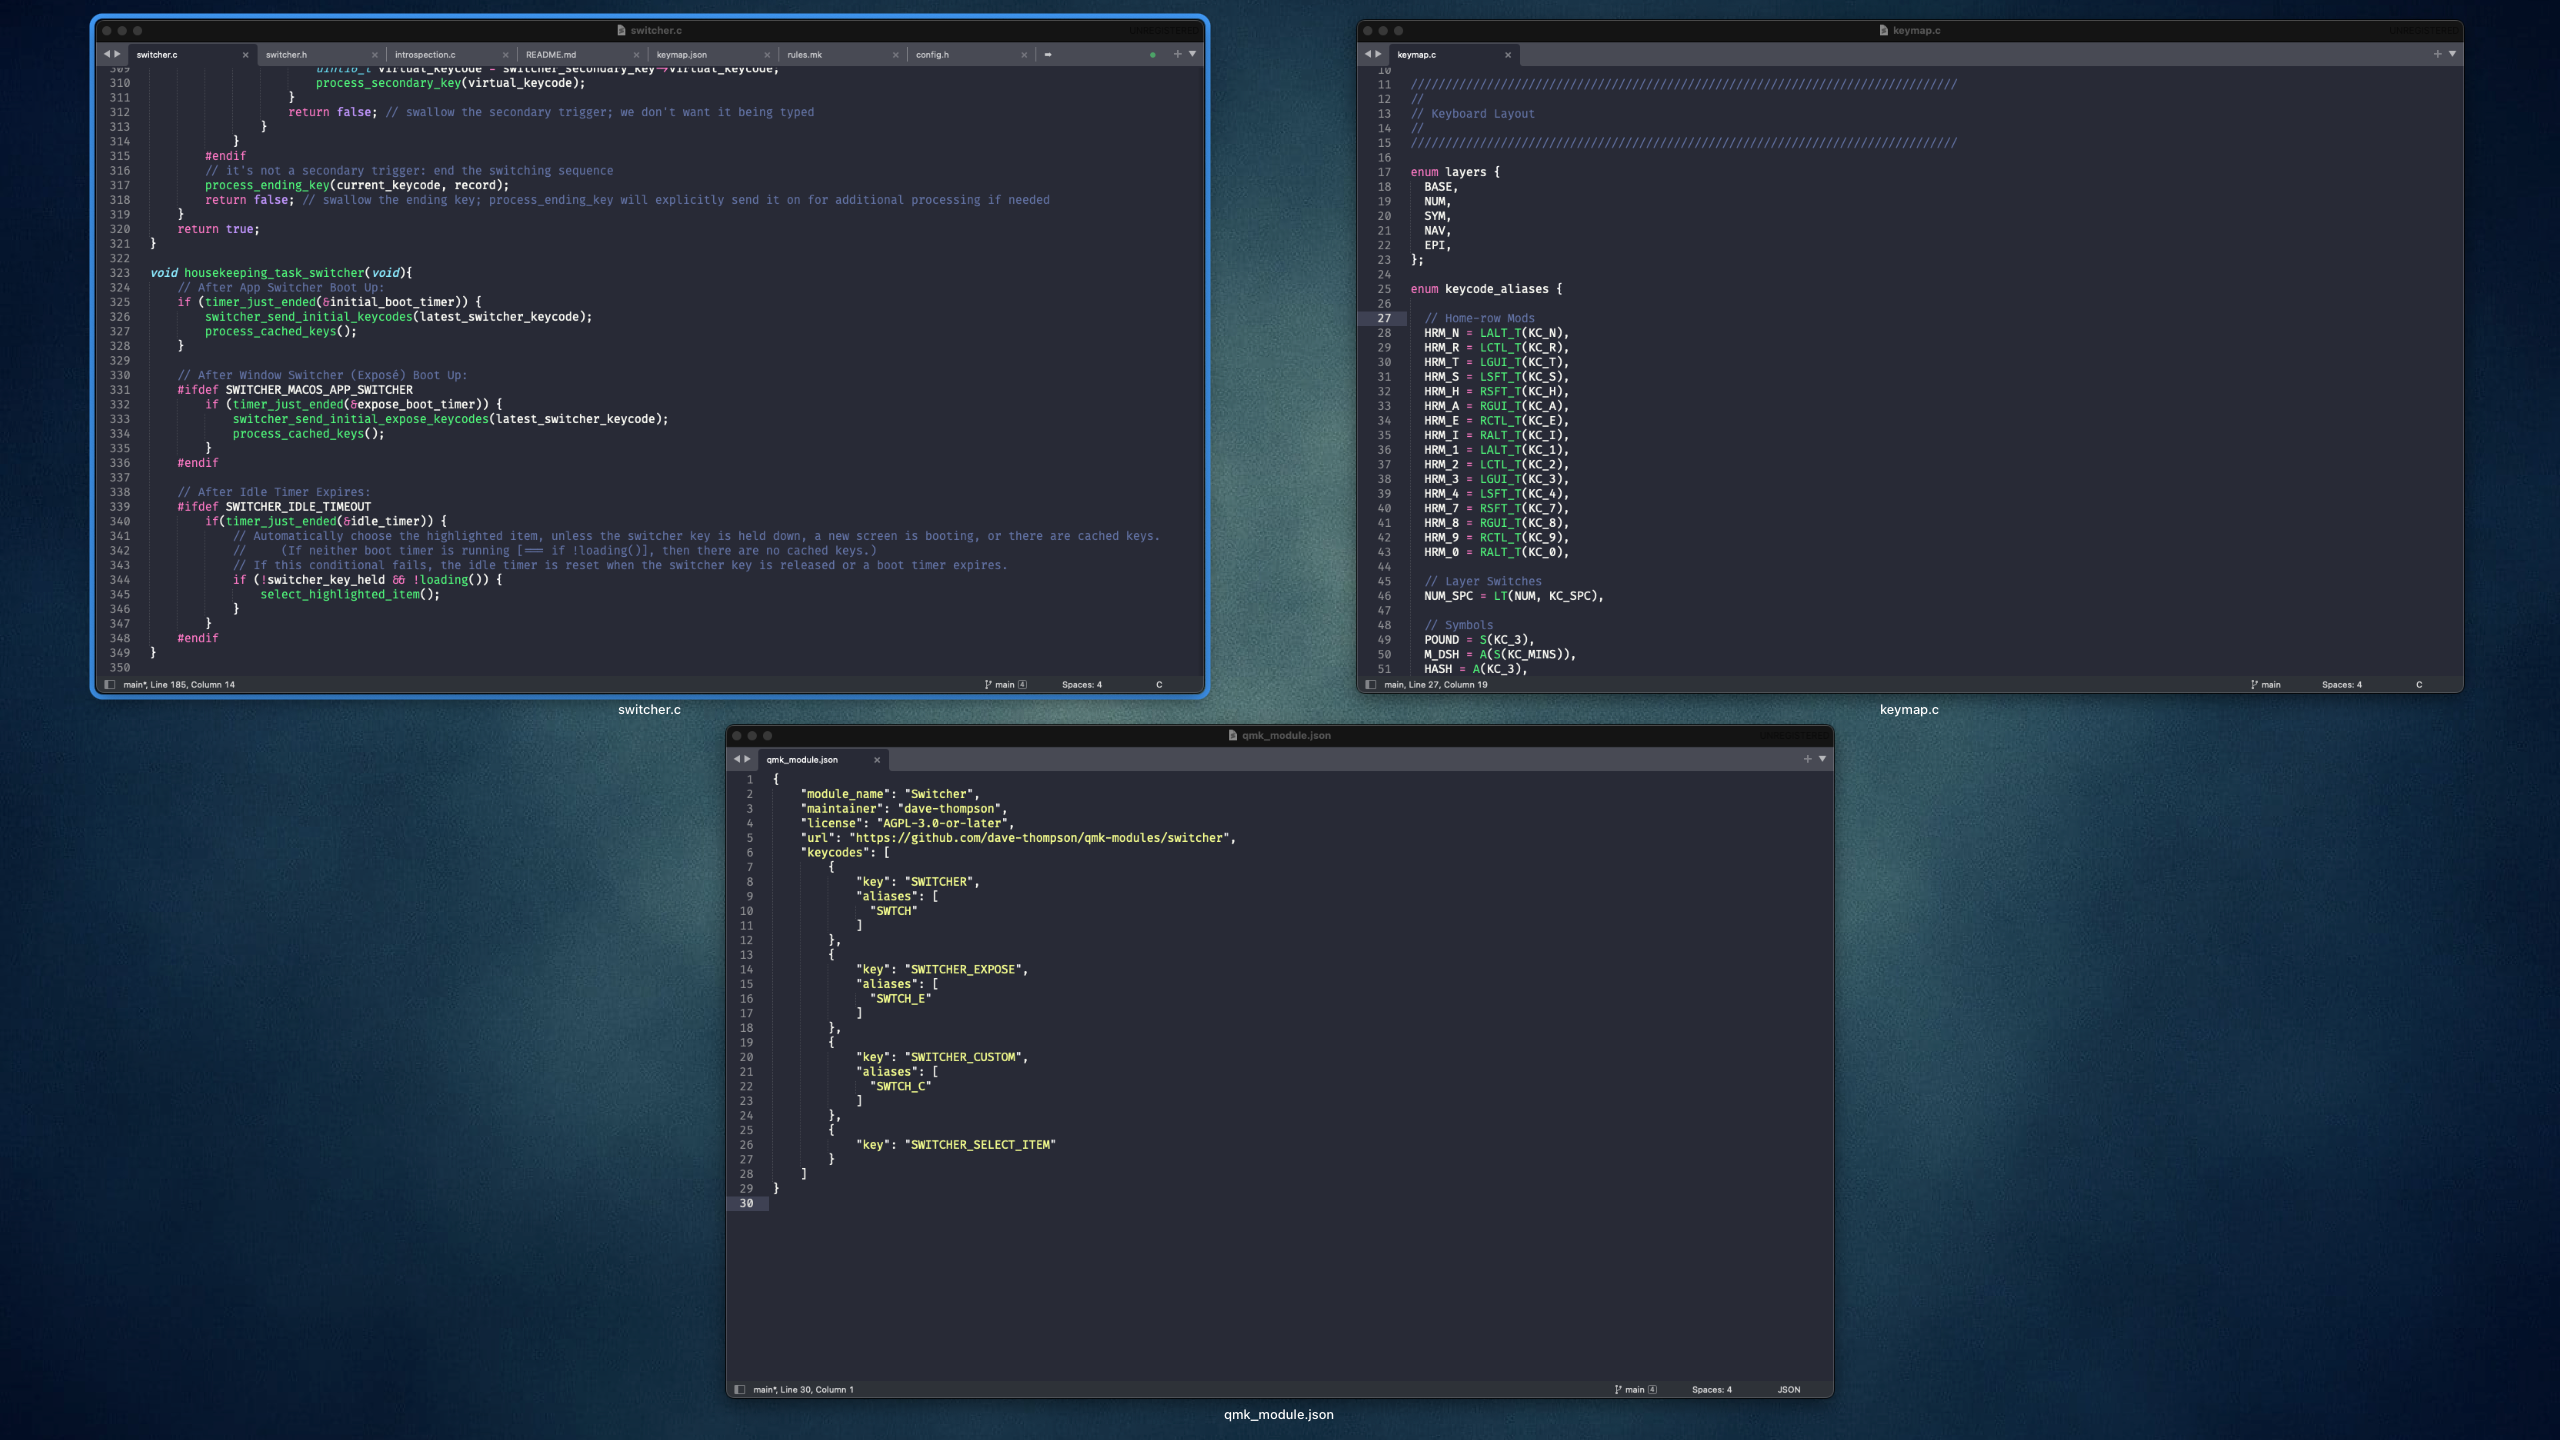 switcher.c
UNREGISTERED
switcher.c × switcher.h × introspection.c × README.md × keymap.json × rules.mk × config.h ×
309 uint16_t virtual_keycode = switcher_secondary_key->virtual_keycode;
310 process_secondary_key(virtual_keycode);
311 }
312 return false; // swallow the secondary trigger; we don't want it being typed
313 }
314 }
315 #endif
316 // it's not a secondary trigger: end the switching sequence
317 process_ending_key(current_keycode, record);
318 return false; // swallow the ending key; process_ending_key will explicitly send it on for additional processing if needed
319 }
320 return true;
321 }
322
323 void housekeeping_task_switcher(void){
324 // After App Switcher Boot Up:
325 if (timer_just_ended(&initial_boot_timer)) {
326 switcher_send_initial_keycodes(latest_switcher_keycode);
327 process_cached_keys();
328 }
329
330 // After Window Switcher (Exposé) Boot Up:
331 #ifdef SWITCHER_MACOS_APP_SWITCHER
332 if (timer_just_ended(&expose_boot_timer)) {
333 switcher_send_initial_expose_keycodes(latest_switcher_keycode);
334 process_cached_keys();
335 }
336 #endif
337
338 // After Idle Timer Expires:
339 #ifdef SWITCHER_IDLE_TIMEOUT
340 if(timer_just_ended(&idle_timer)) {
341 // Automatically choose the highlighted item, unless the switcher key is held down, a new screen is booting, or there are cached keys.
342 // (If neither boot timer is running [=== if !loading()], then there are no cached keys.)
343 // If this conditional fails, the idle timer is reset when the switcher key is released or a boot timer expires.
344 if (!switcher_key_held && !loading()) {
345 select_highlighted_item();
346 }
347 }
348 #endif
349 }
350
main*, Line 185, Column 14 main 4 Spaces: 4 C
switcher.c
keymap.c
keymap.c ×
10
11 ///////////////////////////////////////////////////////////////////////////////
12 //
13 // Keyboard Layout
14 //
15 ///////////////////////////////////////////////////////////////////////////////
16
17 enum layers {
18 BASE,
19 NUM,
20 SYM,
21 NAV,
22 EPI,
23 };
24
25 enum keycode_aliases {
26
27 // Home-row Mods
28 HRM_N = LALT_T(KC_N),
29 HRM_R = LCTL_T(KC_R),
30 HRM_T = LGUI_T(KC_T),
31 HRM_S = LSFT_T(KC_S),
32 HRM_H = RSFT_T(KC_H),
33 HRM_A = RGUI_T(KC_A),
34 HRM_E = RCTL_T(KC_E),
35 HRM_I = RALT_T(KC_I),
36 HRM_1 = LALT_T(KC_1),
37 HRM_2 = LCTL_T(KC_2),
38 HRM_3 = LGUI_T(KC_3),
39 HRM_4 = LSFT_T(KC_4),
40 HRM_7 = RSFT_T(KC_7),
41 HRM_8 = RGUI_T(KC_8),
42 HRM_9 = RCTL_T(KC_9),
43 HRM_0 = RALT_T(KC_0),
44
45 // Layer Switches
46 NUM_SPC = LT(NUM, KC_SPC),
47
48 // Symbols
49 POUND = S(KC_3),
50 M_DSH = A(S(KC_MINS)),
51 HASH = A(KC_3),
main, Line 27, Column 19 main Spaces: 4 C
keymap.c
qmk_module.json
qmk_module.json ×
1 {
2 "module_name": "Switcher",
3 "maintainer": "dave-thompson",
4 "license": "AGPL-3.0-or-later",
5 "url": "https://github.com/dave-thompson/qmk-modules/switcher",
6 "keycodes": [
7 {
8 "key": "SWITCHER",
9 "aliases": [
10 "SWTCH"
11 ]
12 },
13 {
14 "key": "SWITCHER_EXPOSE",
15 "aliases": [
16 "SWTCH_E"
17 ]
18 },
19 {
20 "key": "SWITCHER_CUSTOM",
21 "aliases": [
22 "SWTCH_C"
23 ]
24 },
25 {
26 "key": "SWITCHER_SELECT_ITEM"
27 }
28 ]
29 }
30
main*, Line 30, Column 1 main 4 Spaces: 4 JSON
qmk_module.json